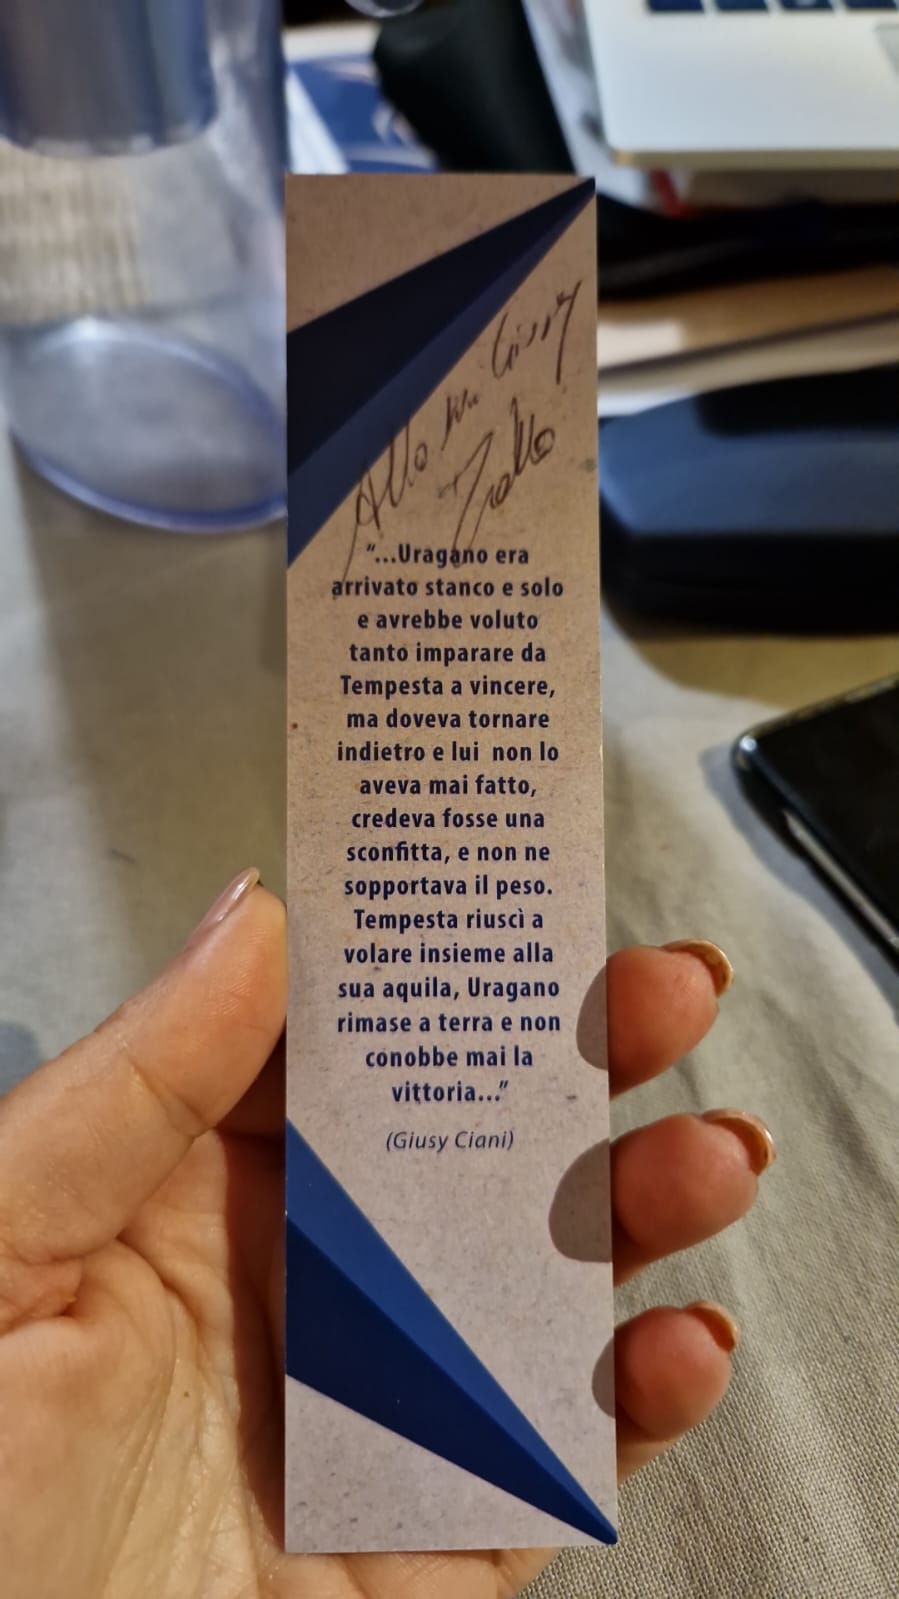 Allo
"...Uragano era
arrivato stanco e solo
e avrebbe voluto
tanto imparare da
Tempesta a vincere,
ma doveva tornare
indietro e lui non lo
aveva mai fatto,
credeva fosse una
sconfitta, e non ne
sopportava il peso.
Tempesta riuscì a
volare insieme alla
sua aquila, Uragano
rimase a terra e non
conobbe mai la
vittoria..."
(Giusy Ciani)